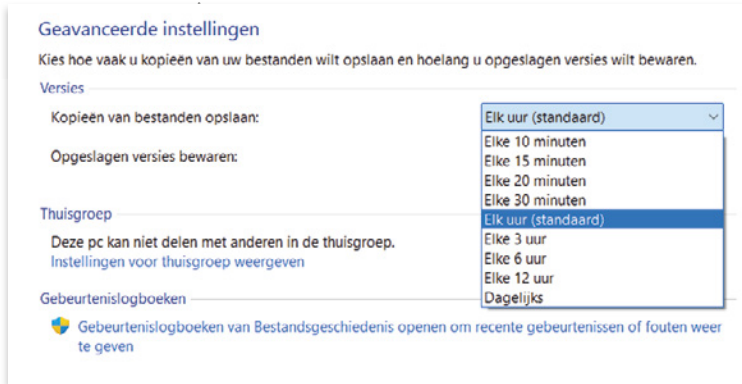 Geavanceerde instellingen
Kies hoe vaak u kopieën van uw bestanden wilt opslaan en hoelang u opgeslagen versies wilt bewaren.
Versies
Kopieën van bestanden opslaan:
Elk uur (standaard)
Opgeslagen versies bewaren:
Elke 10 minuten
Elke 15 minuten
Elke 20 minuten
Elke 30 minuten
Elk uur (standaard)
Elke 3 uur
Elke 6 uur
Elke 12 uur
Dagelijks
Thuisgroep
Deze pc kan niet delen met anderen in de thuisgroep.
Instellingen voor thuisgroep weergeven
Gebeurtenislogboeken
Gebeurtenislogboeken van Bestandsgeschiedenis openen om recente gebeurtenissen of fouten weer
te geven